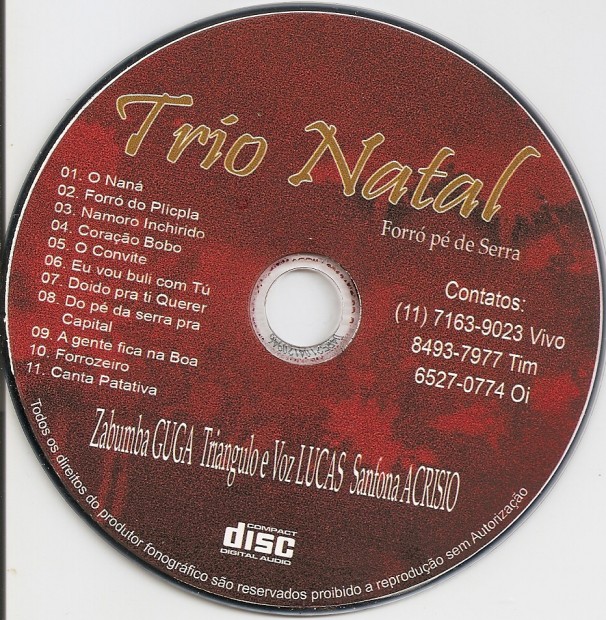 Trio Natal
Forró pé de Serra
01. O Naná
02. Forró do Plicpla
03. Namoro Inchirido
04. Coração Bobo
05. O Convite
06. Eu vou buli com Tú
07. Doido pra ti Querer
08. Do pé da serra pra
Capital
09. A gente fica na Boa
10. Forrozeiro
11. Canta Patativa
Contatos:
(11) 7163-9023 Vivo
8493-7977 Tim
6527-0774 Oi
Zabumba GUGA Triangulo e Voz LUCAS Sanfona ACRISIO
COMPACT
disc
DIGITAL AUDIO
Todos os direitos do produtor fonográfico são reservados proibido a reprodução sem Autorização